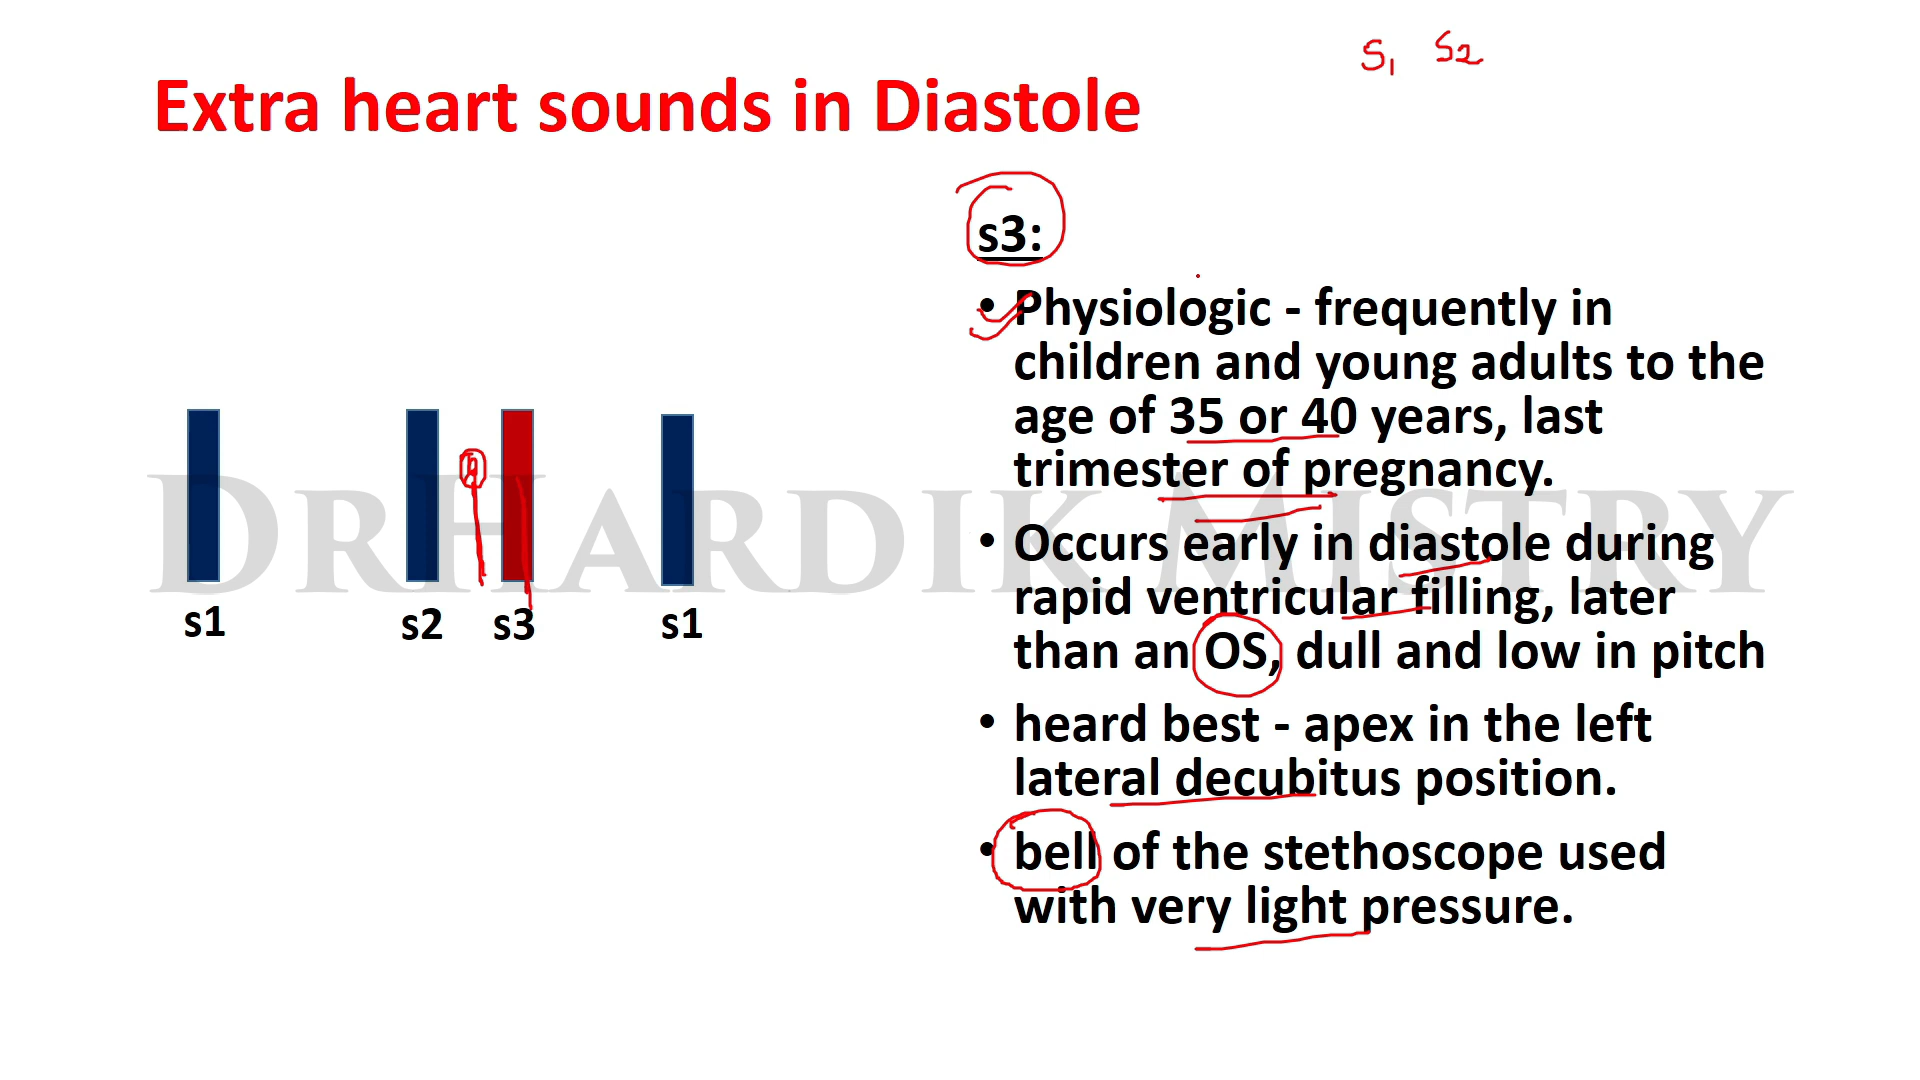 S1 S2
Extra heart sounds in Diastole
s3:
• Physiologic - frequently in
children and young adults to the
age of 35 or 40 years, last
trimester of pregnancy.
• Occurs early in diastole during
rapid ventricular filling, later
than an OS, dull and low in pitch
• heard best - apex in the left
lateral decubitus position.
• bell of the stethoscope used
with very light pressure.
s1 s2 s3 s1
DrHardik Mistry